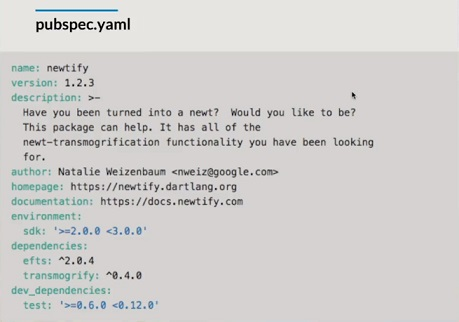 pubspec.yaml
name: newtify
version: 1.2.3
description: >-
  Have you been turned into a newt?  Would you like to be?
  This package can help. It has all of the
  newt-transmogrification functionality you have been looking
  for.
author: Natalie Weizenbaum <nweiz@google.com>
homepage: https://newtify.dartlang.org
documentation: https://docs.newtify.com
environment:
  sdk: '>=2.0.0 <3.0.0'
dependencies:
  efts: ^2.0.4
  transmogrify: ^0.4.0
dev_dependencies:
  test: '>=0.6.0 <0.12.0'